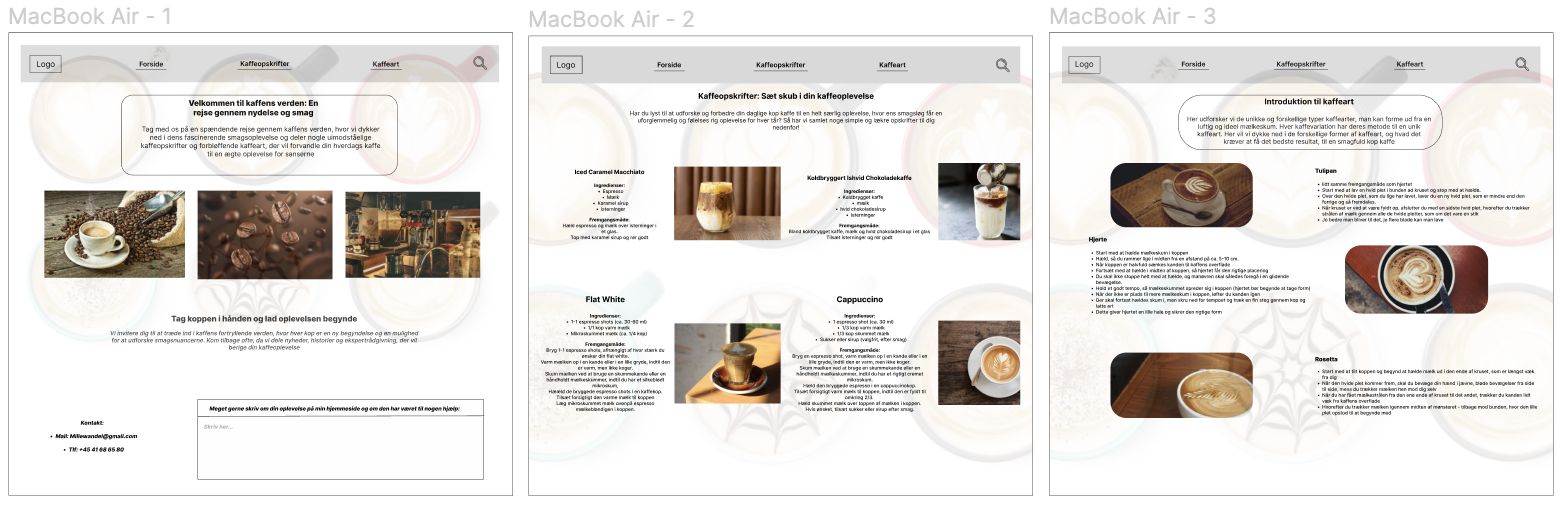 MacBook Air - 1
Logo
Forside
Kaffeopskrifter
Kaffeart
Velkommen til kaffens verden: En
rejse gennem nydelse og smag
Tag med os på en spændende rejse gennem kaffens verden, hvor vi dykker
ned i dens fascinerende smagsoplevelse og deler nogle uimodståelige
kaffeopskrifter og forbløffende kaffeart, der vil forvandle din hverdags kaffe
til en ægte oplevelse for sanserne
Tag koppen i hånden og lad oplevelsen begynde
Vi invitere dig til at træde ind i kaffens fortryllende verden, hvor hver kop er en ny begyndelse og en mulighed
for at udforske smagsnuancerne. Kom tilbage ofte, da vi dele nyheder, historier og ekspertrådgivning, der vil
berige din kaffeoplevelse
Kontakt:
• Mail: Millewandel@gmail.com
• Tlf: +45 41 68 65 80
Meget gerne skriv om din oplevelse på min hjemmeside og om den har været til nogen hjælp:
Skriv her...
MacBook Air - 2
Logo
Forside
Kaffeopskrifter
Kaffeart
Kaffeopskrifter: Sæt skub i din kaffeoplevelse
Har du lyst til at udforske og forbedre din daglige kop kaffe til en helt særlig oplevelse, hvor ens smagsløg får en
uforglemmelig og følelses rig oplevelse for hver tår? Så har vi samlet nogle simple og lækre opskrifter til dig
nedenfor!
Iced Caramel Macchiato
Ingredienser:
• Espresso
• Mælk
• Karamel sirup
• Isterninger
Fremgangsmåde:
Hæld espresso og mælk over isterninger i
et glas.
Top med karamel sirup og rør godt
Koldbryggert Ishvid Chokoladekaffe
Ingredienser:
• Koldbrygget kaffe
• mælk
• hvid chokoladesirup
• isterninger
Fremgangsmåde:
Bland koldbrygget kaffe, mælk og hvid chokoladesirup i et glas
Tilsæt isterninger og rør godt
Flat White
Ingredienser:
• 1-1 espresso shots (ca. 30-60 ml)
• 1/1 kop varm mælk
• Mikroskummet mælk (ca. 1/4 kop)
Fremgangsmåde:
Bryg 1-1 espresso shots, afhængigt af hvor stærk du
ønsker din flat white.
Varm mælken op i en kande eller i en lille gryde, indtil den
er varm, men ikke koger.
Skum mælken ved at bruge en skummekande eller en
håndholdt mælkeskummer, indtil du har et silkeblødt
mikroskum.
Hæld de bryggede espresso shots i en kaffekop.
Tilsæt forsigtigt den varme mælk til koppen.
Læg mikroskummet mælk ovenpå espresso
mælkeblandingen i koppen.
Cappuccino
Ingredienser:
• 1 espresso shot (ca. 30 ml)
• 1/3 kop varm mælk
• 1/3 kop skummet mælk
• Sukker eller sirup (valgfrit, efter smag)
Fremgangsmåde:
Bryg en espresso shot, varm mælken op i en kande eller i en
lille gryde, indtil den er varm, men ikke koger.
Skum mælken ved at bruge en skummekande eller en
håndholdt mælkeskummer, indtil du har et rigtigt cremet
mikroskum.
Hæld den bryggede espresso i en cappuccinokop.
Tilsæt forsigtigt varm mæks til koppen, indtil den er fyldt til
omkring 2/3.
Hæld skummet mælk over toppen af mælken i koppen.
Hvis ønsket, tilsæt sukker eller sirup efter smag.
MacBook Air - 3
Logo
Forside
Kaffeopskrifter
Kaffeart
Introduktion til kaffeart
Her udforsker vi de unikke og forskellige typer kaffearter, man kan forme ud fra en
luftig og ideel mælkeskum. Hver kaffevariation har deres metode til en unik
kaffeart. Her vil vi dykke ned i de forskellige former af kaffeart, og hvad det
kræver at få det bedste resultat, til en smagfuld kop kaffe
Tulipan
• lidt samme fremgangsmåde som hjertet
• Start med at lav en hvid plet i bunden ad kruset og stop med at hælde.
• Over den hvide plet, som du lige har lavet, laver du en ny hvid plet, som er mindre end den
forrige og så fremdeles.
• Når kruset er ved at være fyldt op, afslutter du med en sidste hvid plet, hvorefter du trækker
strålen af mælk gennem alle de hvide pletter, som om det vare en stilk
• Jo bedre man bliver til det, jo flere blade kan man lave
Hjerte
• Start med at hælde mælkeskum i koppen
• Hæld, så du rammer lige i midten fra en afstand på ca. 5-10 cm.
• Når koppen er halvfuld sænkes kanden til kaffens overflade
• Fortsæt med at hælde i midten af koppen, så hjertet får den rigtige placering
• Du skal ikke stoppe helt med at hælde, og manøvren skal således foregå i en glidende
bevægelse.
• Hold et godt tempo, så mælkeskummet spreder sig i koppen (hjertet bør begynde at tage form)
• Når der ikke er plads til mere mælkeskum i koppen, løfter du kanden igen
• Der skal fortsat hældes skum i, men skru ned for tempoet og træk en fin steg gennem kop og
latte art
• Dette giver hjertet en lille hale og sikrer den rigtige form
Rosetta
• Start med at tilt koppen og begynd at hælde mælk ud i den ende af kruset, som er længst væk
fra dig
• Når den hvide plet kommer frem, skal du bevæge din hænd i jævne, bløde bevægelser fra side
til side, mens du trækker mælken hen mod dig selv
• Når du har fået mælkestrålen fra den ene ende af kruset til det andet, trækker du kanden lidt
væk fra kaffens overflade
• Hvorefter du trækker mælken igennem midten af mønsteret - tilbage mod bunden, hvor den lille
plet opstod til at begynde med